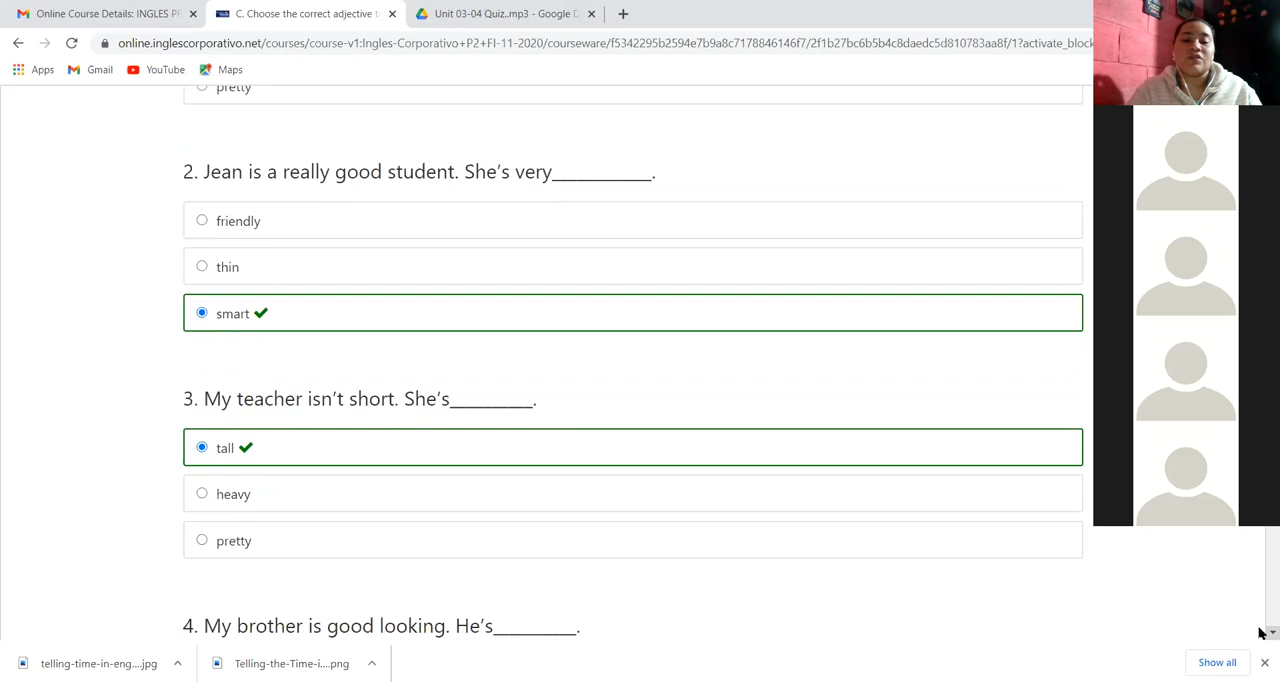 Online Course Details: INGLES PR
C. Choose the correct adjective t
Unit 03-04 Quiz..mp3 - Google D
online.inglescorporativo.net/courses/course-v1:Ingles-Corporativo+P2+FI-11-2020/courseware/f5342295b2594e7b9a8c7178846146f7/2f1b27bc6b5b4c8daedc5d810783aa8f/1?activate_block
Apps
Gmail
YouTube
Maps
pretty
2. Jean is a really good student. She's very___________.
friendly
thin
smart
3. My teacher isn't short. She's_________.
tall
heavy
pretty
4. My brother is good looking. He's_________.
telling-time-in-eng....jpg
Telling-the-Time-i....png
Show all